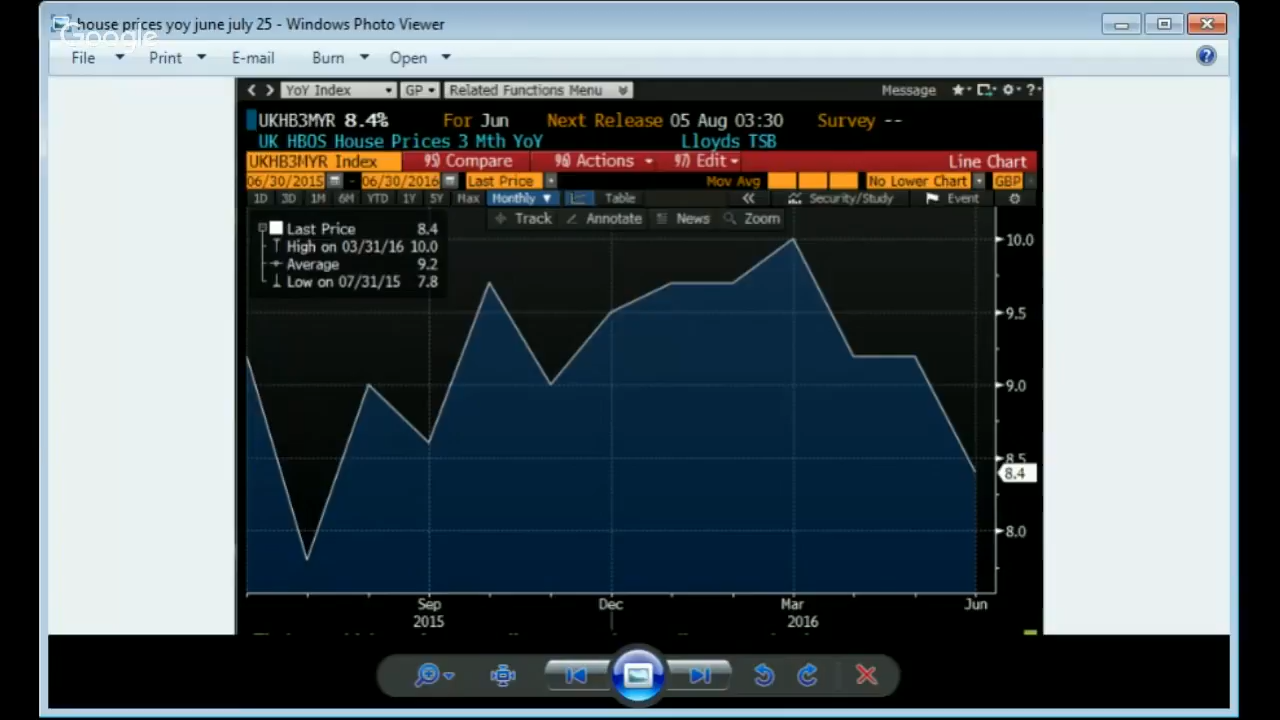 house prices yoy june july 25 - Windows Photo Viewer
Google
File Print E-mail Burn Open
YoY Index GP Related Functions Menu Message
UKHB3MYR 8.4% For Jun Next Release 05 Aug 03:30 Survey --
UK HBOS House Prices 3 Mth YoY Lloyds TSB
UKHB3MYR Index 95) Compare 96) Actions 97) Edit Line Chart
06/30/2015 - 06/30/2016 Last Price Mov Avg No Lower Chart GBP
1D 3D 1M 6M YTD 1Y 5Y Max Monthly Table Security/Study Event
Track Annotate News Zoom
Last Price 8.4
High on 03/31/16 10.0
Average 9.2
Low on 07/31/15 7.8
10.0
9.5
9.0
8.5
8.4
8.0
Sep Dec Mar Jun
2015 2016